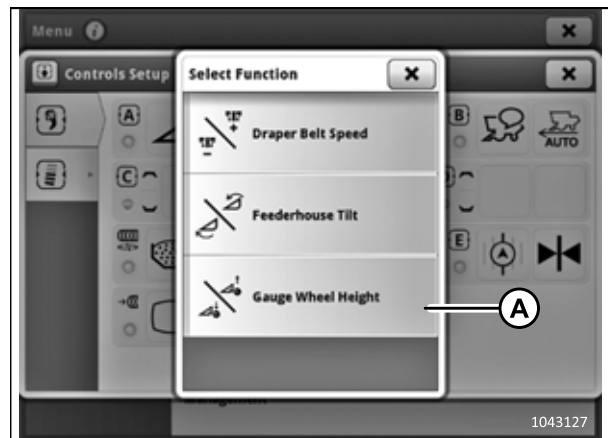 Menu
Controls Setup
Select Function
A
B
Draper Belt Speed
AUTO
C
Feederhouse Tilt
E
Gauge Wheel Height
A
1043127